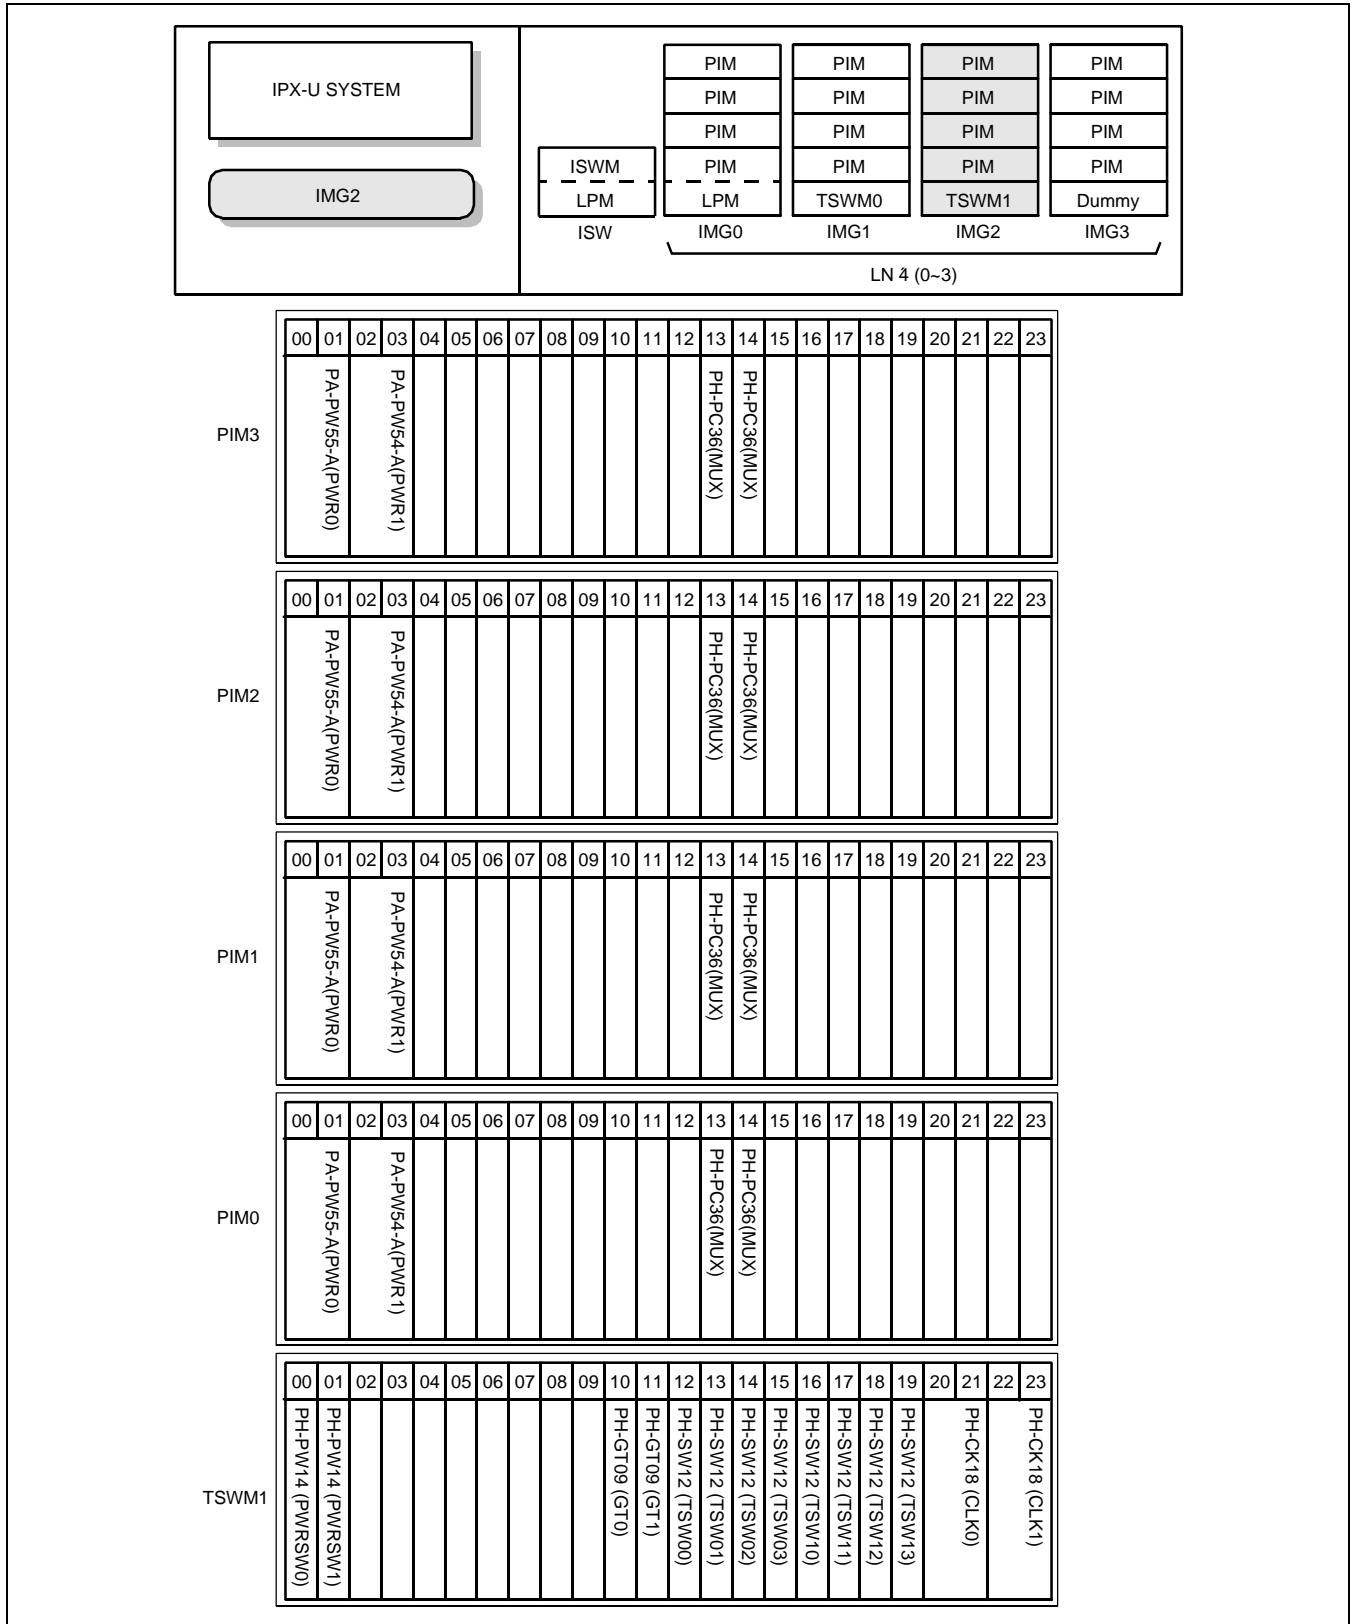 IPX-U SYSTEM
IMG2
PIM PIM PIM PIM
PIM PIM PIM PIM
PIM PIM PIM PIM
ISWM PIM PIM PIM PIM
LPM LPM TSWM0 TSWM1 Dummy
ISW IMG0 IMG1 IMG2 IMG3
LN 4 (0~3)
PIM3
00 01 02 03 04 05 06 07 08 09 10 11 12 13 14 15 16 17 18 19 20 21 22 23
PA-PW55-A(PWR0)
PA-PW54-A(PWR1)
PH-PC36(MUX)
PH-PC36(MUX)
PIM2
00 01 02 03 04 05 06 07 08 09 10 11 12 13 14 15 16 17 18 19 20 21 22 23
PA-PW55-A(PWR0)
PA-PW54-A(PWR1)
PH-PC36(MUX)
PH-PC36(MUX)
PIM1
00 01 02 03 04 05 06 07 08 09 10 11 12 13 14 15 16 17 18 19 20 21 22 23
PA-PW55-A(PWR0)
PA-PW54-A(PWR1)
PH-PC36(MUX)
PH-PC36(MUX)
PIM0
00 01 02 03 04 05 06 07 08 09 10 11 12 13 14 15 16 17 18 19 20 21 22 23
PA-PW55-A(PWR0)
PA-PW54-A(PWR1)
PH-PC36(MUX)
PH-PC36(MUX)
TSWM1
00 01 02 03 04 05 06 07 08 09 10 11 12 13 14 15 16 17 18 19 20 21 22 23
PH-PW14 (PWRSW0)
PH-PW14 (PWRSW1)
PH-GT09 (GT0)
PH-GT09 (GT1)
PH-SW12 (TSW00)
PH-SW12 (TSW01)
PH-SW12 (TSW02)
PH-SW12 (TSW03)
PH-SW12 (TSW10)
PH-SW12 (TSW11)
PH-SW12 (TSW12)
PH-SW12 (TSW13)
PH-CK18 (CLK0)
PH-CK18 (CLK1)